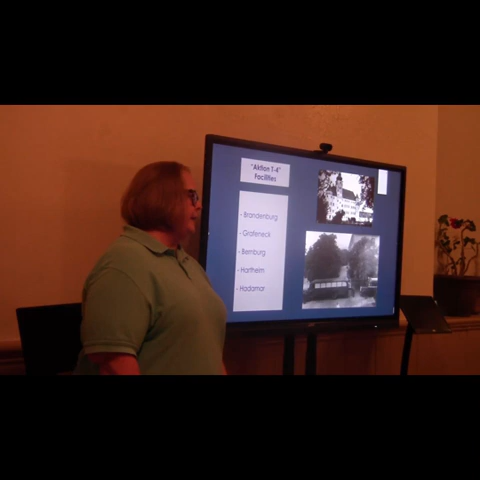 "Aktion T-4"
Facilities
- Brandenburg
- Grafeneck
- Bernburg
- Hartheim
- Hadamar